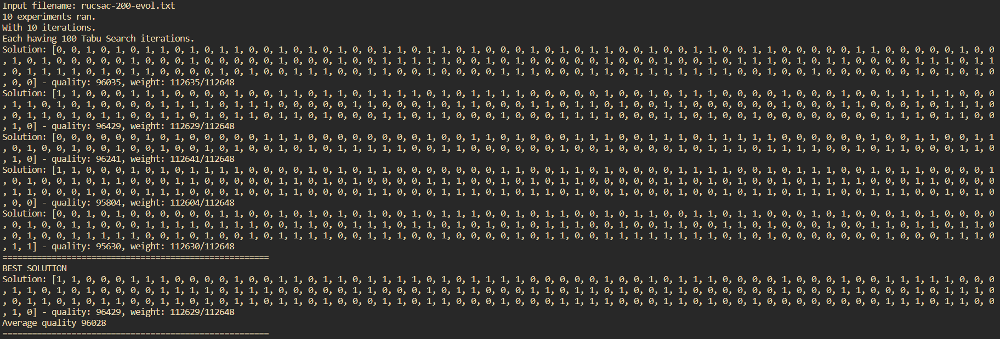 Input filename: rucsac-200-evol.txt
10 experiments ran.
With 10 iterations.
Each having 100 Tabu Search iterations.
Solution: [0, 0, 1, 0, 1, 0, 1, 1, 0, 1, 0, 1, 1, 0, 0, 1, 0, 1, 0, 1, 0, 0, 1, 1, 0, 1, 1, 0, 1, 0, 0, 0, 1, 0, 1, 0, 1, 1, 0, 0, 1, 0, 0, 1, 1, 0, 0, 1, 1, 0, 0, 0, 0, 0, 1, 1, 0, 0, 0, 0, 0, 1, 0, 0
, 1, 0, 1, 0, 0, 0, 0, 0, 1, 0, 0, 0, 1, 0, 0, 0, 0, 0, 1, 0, 0, 0, 1, 0, 0, 0, 1, 1, 1, 1, 1, 0, 0, 1, 0, 1, 0, 0, 0, 0, 0, 1, 0, 0, 1, 0, 0, 1, 0, 1, 1, 1, 0, 1, 0, 1, 1, 0, 0, 0, 0, 1, 1, 1, 0, 1, 1
, 0, 1, 1, 1, 1, 0, 1, 0, 1, 1, 0, 0, 0, 0, 1, 0, 1, 0, 0, 1, 1, 1, 0, 0, 1, 1, 0, 0, 1, 0, 0, 0, 0, 1, 1, 1, 0, 0, 0, 1, 1, 0, 1, 1, 1, 1, 1, 1, 1, 0, 0, 1, 0, 0, 1, 0, 0, 0, 0, 0, 0, 1, 0, 1, 0, 1, 0
, 0, 0] - quality: 96035, weight: 112635/112648
Solution: [1, 1, 0, 0, 0, 1, 1, 1, 0, 0, 0, 0, 1, 0, 0, 1, 1, 0, 1, 1, 0, 1, 1, 1, 1, 0, 1, 0, 1, 1, 1, 1, 0, 0, 0, 0, 0, 1, 0, 0, 1, 0, 1, 1, 1, 0, 0, 0, 0, 1, 0, 0, 0, 1, 0, 0, 1, 1, 1, 1, 1, 0, 0, 0
, 1, 1, 0, 1, 0, 1, 0, 0, 0, 0, 1, 1, 1, 1, 0, 1, 1, 1, 0, 0, 0, 0, 0, 1, 1, 0, 0, 0, 1, 0, 1, 1, 0, 0, 0, 1, 1, 0, 1, 1, 0, 1, 0, 0, 1, 1, 0, 0, 0, 0, 0, 0, 1, 0, 0, 0, 1, 1, 0, 0, 0, 1, 0, 1, 1, 1, 0
, 0, 1, 1, 0, 1, 0, 1, 1, 0, 0, 1, 1, 0, 1, 0, 1, 1, 0, 1, 1, 0, 1, 0, 0, 0, 1, 1, 0, 1, 1, 0, 0, 0, 1, 0, 0, 0, 1, 1, 1, 1, 0, 0, 0, 1, 1, 0, 1, 0, 0, 1, 0, 0, 0, 0, 0, 0, 0, 0, 1, 1, 1, 0, 1, 1, 0, 0
, 1, 0] - quality: 96429, weight: 112629/112648
Solution: [0, 0, 0, 0, 0, 0, 1, 0, 1, 0, 0, 0, 0, 0, 1, 1, 1, 0, 0, 0, 0, 0, 0, 0, 0, 1, 0, 0, 1, 1, 0, 1, 0, 0, 0, 1, 1, 1, 0, 0, 1, 1, 1, 0, 1, 1, 1, 1, 1, 0, 0, 0, 0, 0, 0, 1, 0, 0, 1, 1, 0, 0, 1, 1
, 0, 1, 0, 0, 1, 0, 0, 1, 0, 0, 1, 0, 0, 1, 0, 1, 0, 0, 1, 0, 1, 0, 1, 1, 1, 1, 1, 0, 0, 1, 1, 0, 0, 0, 0, 0, 0, 1, 0, 0, 1, 0, 0, 0, 0, 1, 0, 1, 1, 1, 0, 1, 1, 1, 1, 0, 0, 1, 0, 1, 1, 0, 0, 0, 1, 1, 0
, 1, 0] - quality: 96241, weight: 112641/112648
Solution: [1, 1, 0, 0, 0, 1, 0, 1, 0, 1, 1, 1, 1, 0, 0, 0, 0, 1, 0, 1, 0, 1, 1, 0, 0, 0, 0, 0, 0, 0, 1, 1, 0, 0, 1, 0, 1, 0, 0, 0, 0, 0, 1, 1, 1, 1, 0, 0, 1, 0, 1, 1, 1, 0, 0, 1, 0, 1, 1, 0, 0, 0, 0, 1
, 0, 1, 0, 0, 1, 0, 1, 1, 0, 0, 0, 1, 1, 0, 0, 0, 0, 0, 1, 1, 0, 1, 0, 1, 0, 0, 0, 0, 1, 1, 1, 0, 0, 1, 0, 1, 0, 1, 1, 0, 0, 0, 0, 0, 1, 1, 0, 1, 0, 1, 0, 0, 1, 0, 1, 1, 1, 1, 0, 0, 0, 1, 1, 0, 0, 0, 0
, 1, 1, 0, 0, 0, 1, 0, 0, 0, 1, 1, 1, 0, 0, 0, 1, 0, 0, 1, 1, 0, 0, 0, 0, 1, 1, 0, 0, 0, 1, 1, 1, 0, 1, 0, 1, 1, 0, 1, 0, 0, 1, 0, 0, 0, 1, 0, 0, 1, 0, 1, 1, 0, 1, 1, 1, 0, 0, 1, 1, 1, 0, 0, 1, 0, 1, 0
, 0, 0] - quality: 95804, weight: 112604/112648
Solution: [0, 0, 1, 0, 1, 0, 0, 0, 0, 0, 0, 1, 1, 0, 0, 1, 0, 1, 0, 1, 0, 1, 0, 0, 1, 0, 1, 1, 1, 0, 0, 1, 0, 1, 1, 0, 0, 1, 0, 1, 1, 0, 0, 1, 1, 0, 1, 1, 0, 0, 0, 1, 0, 1, 0, 0, 0, 1, 0, 1, 0, 0, 0, 0
, 0, 1, 0, 0, 1, 1, 0, 0, 0, 1, 1, 1, 1, 0, 1, 1, 1, 0, 0, 1, 1, 0, 0, 1, 1, 1, 0, 1, 1, 0, 1, 0, 1, 0, 1, 0, 1, 1, 1, 0, 0, 1, 0, 0, 1, 1, 0, 0, 1, 1, 0, 1, 0, 0, 0, 1, 0, 0, 1, 1, 0, 1, 1, 0, 1, 1, 0
, 0, 1, 0, 0, 1, 1, 1, 1, 1, 0, 0, 1, 0, 1, 0, 0, 1, 0, 1, 1, 1, 1, 0, 0, 1, 1, 1, 0, 0, 1, 0, 0, 0, 0, 1, 0, 1, 1, 0, 0, 1, 1, 1, 1, 1, 1, 1, 1, 0, 1, 0, 1, 0, 0, 0, 0, 0, 0, 0, 1, 0, 0, 0, 1, 1, 1, 0
, 1, 1] - quality: 95630, weight: 112630/112648
======================================================
BEST SOLUTION
Solution: [1, 1, 0, 0, 0, 1, 1, 1, 0, 0, 0, 0, 1, 0, 0, 1, 1, 0, 1, 1, 0, 1, 1, 1, 1, 0, 1, 0, 1, 1, 1, 1, 0, 0, 0, 0, 0, 1, 0, 0, 1, 0, 1, 1, 1, 0, 0, 0, 0, 1, 0, 0, 0, 1, 0, 0, 1, 1, 1, 1, 1, 0, 0, 0
, 1, 1, 0, 1, 0, 1, 0, 0, 0, 0, 1, 1, 1, 1, 0, 1, 1, 1, 0, 0, 0, 0, 0, 1, 1, 0, 0, 0, 1, 0, 1, 1, 0, 0, 0, 1, 1, 0, 1, 1, 0, 1, 0, 0, 1, 1, 0, 0, 0, 0, 0, 0, 1, 0, 0, 0, 1, 1, 0, 0, 0, 1, 0, 1, 1, 1, 0
, 0, 1, 1, 0, 1, 0, 1, 1, 0, 0, 1, 1, 0, 1, 0, 1, 1, 0, 1, 1, 0, 1, 0, 0, 0, 1, 1, 0, 1, 1, 0, 0, 0, 1, 0, 0, 0, 1, 1, 1, 1, 0, 0, 0, 1, 1, 0, 1, 0, 0, 1, 0, 0, 0, 0, 0, 0, 0, 0, 1, 1, 1, 0, 1, 1, 0, 0
, 1, 0] - quality: 96429, weight: 112629/112648
Average quality 96028
======================================================